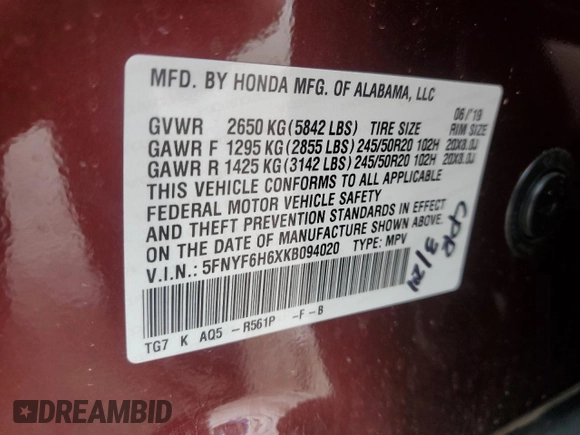 MFD. BY HONDA MFG. OF ALABAMA, LLC
06/'19
GVWR 2650 KG (5842 LBS) TIRE SIZE RIM SIZE
GAWR F 1295 KG (2855 LBS) 245/50R20 102H 20X8.0J
GAWR R 1425 KG (3142 LBS) 245/50R20 102H 20X8.0J
THIS VEHICLE CONFORMS TO ALL APPLICABLE
FEDERAL MOTOR VEHICLE SAFETY
AND THEFT PREVENTION STANDARDS IN EFFECT
ON THE DATE OF MANUFACTURE SHOWN ABOVE.
V.I.N.: 5FNYF6H6XKB094020 TYPE: MPV
CPR
3/24
TG7 K AQ5 -R561P -F-B
DREAMBID